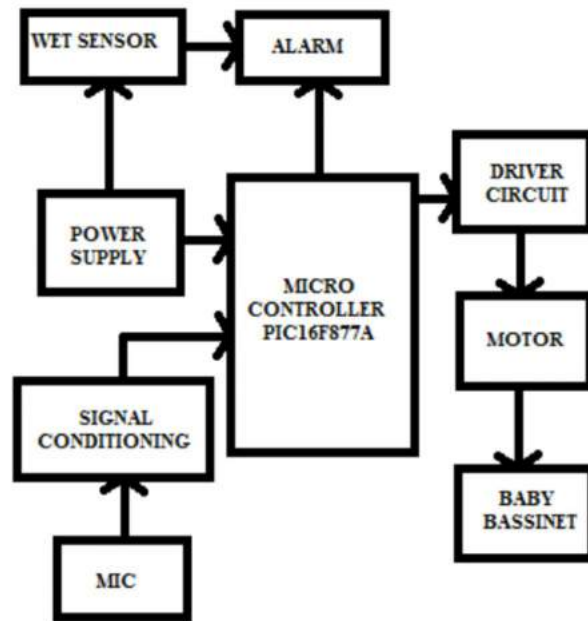 WET SENSOR
ALARM
DRIVER
CIRCUIT
POWER
SUPPLY
MICRO
CONTROLLER
PIC16F877A
MOTOR
SIGNAL
CONDITIONING
BABY
BASSINET
MIC